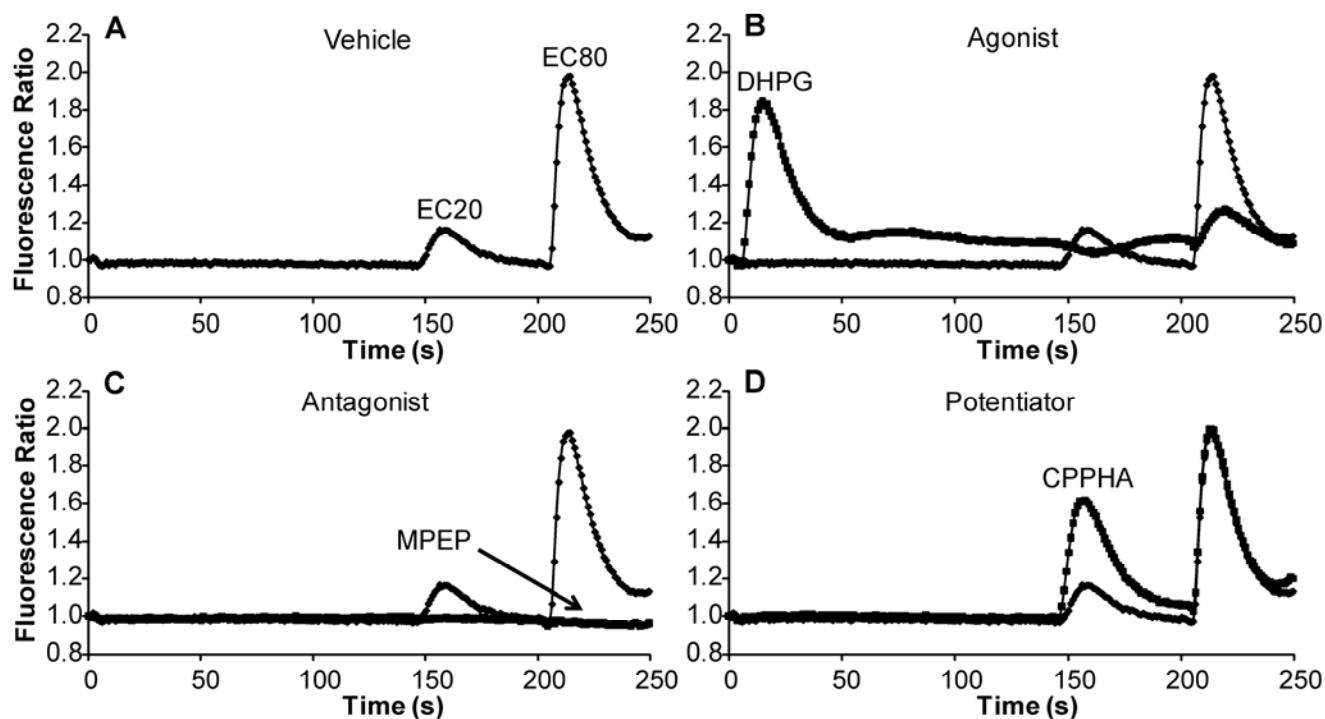 A
Vehicle
EC80
EC20
2.2
2.0
1.8
1.6
1.4
1.2
1.0
0.8
Fluorescence Ratio
0 50 100 150 200 250
Time (s)
B
Agonist
DHPG
2.2
2.0
1.8
1.6
1.4
1.2
1.0
0.8
0 50 100 150 200 250
Time (s)
C
Antagonist
MPEP
2.2
2.0
1.8
1.6
1.4
1.2
1.0
0.8
Fluorescence Ratio
0 50 100 150 200 250
Time (s)
D
Potentiator
CPPHA
2.2
2.0
1.8
1.6
1.4
1.2
1.0
0.8
0 50 100 150 200 250
Time (s)